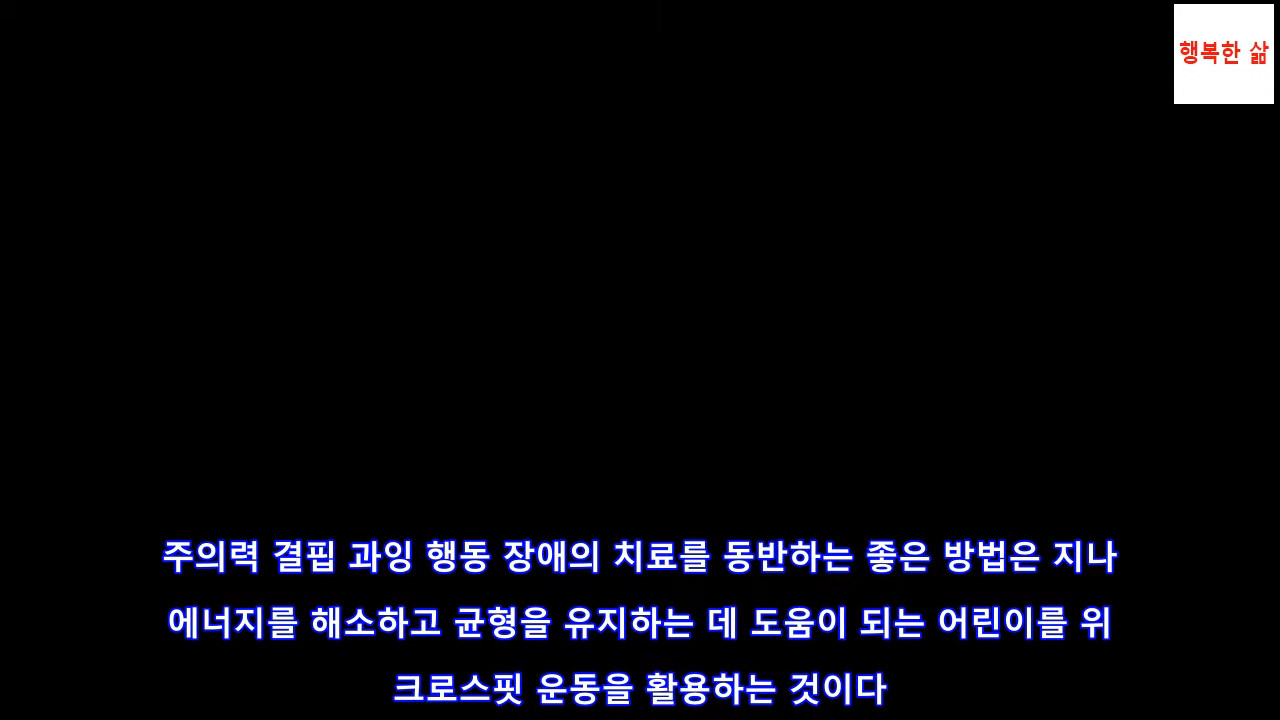 행복한 삶
주의력 결핍 과잉 행동 장애의 치료를 동반하는 좋은 방법은 지나
에너지를 해소하고 균형을 유지하는 데 도움이 되는 어린이를 위
크로스핏 운동을 활용하는 것이다